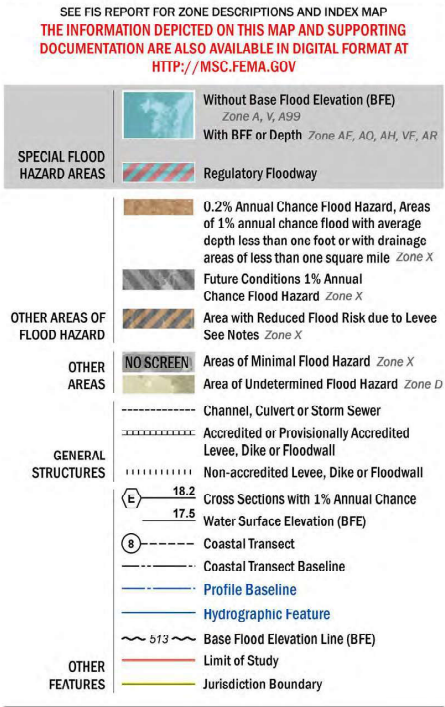 SEE FIS REPORT FOR ZONE DESCRIPTIONS AND INDEX MAP
THE INFORMATION DEPICTED ON THIS MAP AND SUPPORTING
DOCUMENTATION ARE ALSO AVAILABLE IN DIGITAL FORMAT AT
HTTP://MSC.FEMA.GOV
SPECIAL FLOOD
HAZARD AREAS
Without Base Flood Elevation (BFE)
Zone A, V, A99
With BFE or Depth Zone AE, AO, AH, VE, AR
Regulatory Floodway
OTHER AREAS OF
FLOOD HAZARD
0.2% Annual Chance Flood Hazard, Areas
of 1% annual chance flood with average
depth less than one foot or with drainage
areas of less than one square mile Zone X
Future Conditions 1% Annual
Chance Flood Hazard Zone X
Area with Reduced Flood Risk due to Levee
See Notes Zone X
OTHER
AREAS
NO SCREEN Areas of Minimal Flood Hazard Zone X
Area of Undetermined Flood Hazard Zone D
GENERAL
STRUCTURES
Channel, Culvert or Storm Sewer
Accredited or Provisionally Accredited
Levee, Dike or Floodwall
Non-accredited Levee, Dike or Floodwall
OTHER
FEATURES
E 18.2 Cross Sections with 1% Annual Chance
17.5 Water Surface Elevation (BFE)
8 Coastal Transect
Coastal Transect Baseline
Profile Baseline
Hydrographic Feature
513 Base Flood Elevation Line (BFE)
Limit of Study
Jurisdiction Boundary